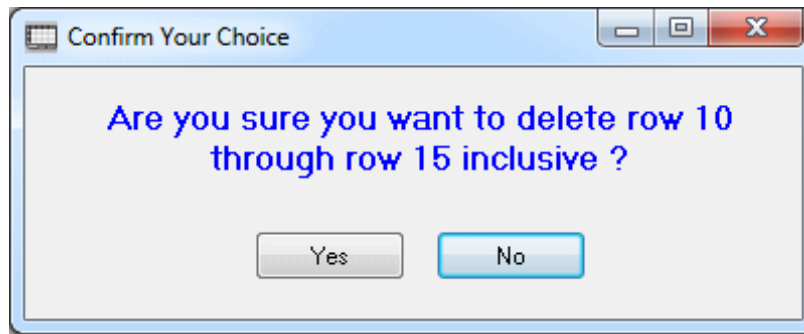 Confirm Your Choice
Are you sure you want to delete row 10
through row 15 inclusive ?
Yes No